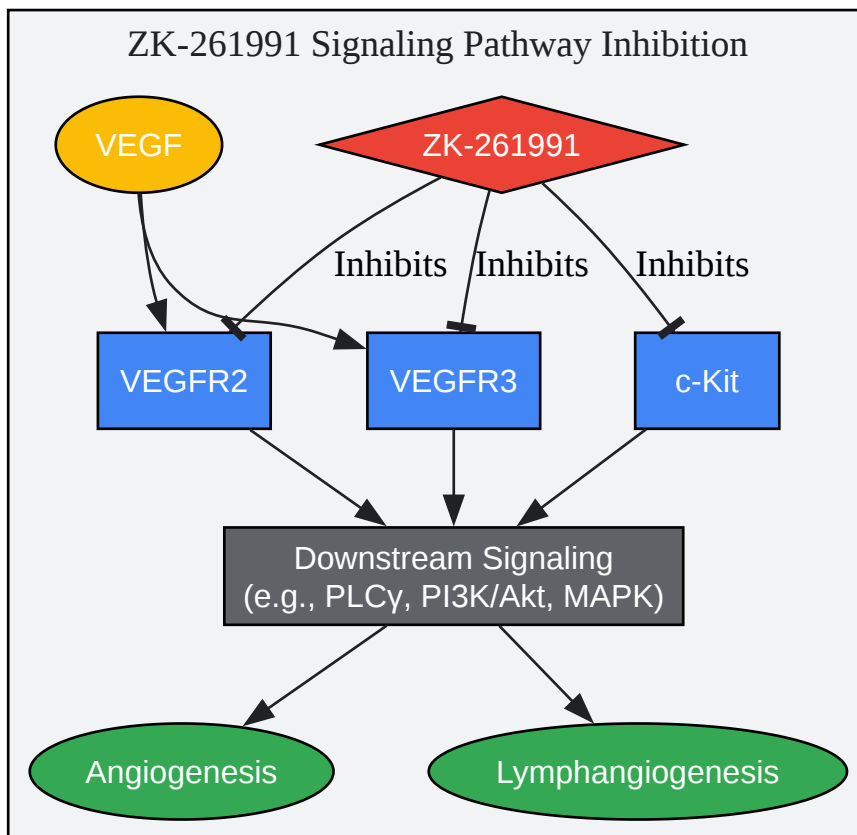 ZK-261991 Signaling Pathway Inhibition
VEGF
ZK-261991
Inhibits
Inhibits
Inhibits
VEGFR2
VEGFR3
c-Kit
Downstream Signaling
(e.g., PLCγ, PI3K/Akt, MAPK)
Angiogenesis
Lymphangiogenesis